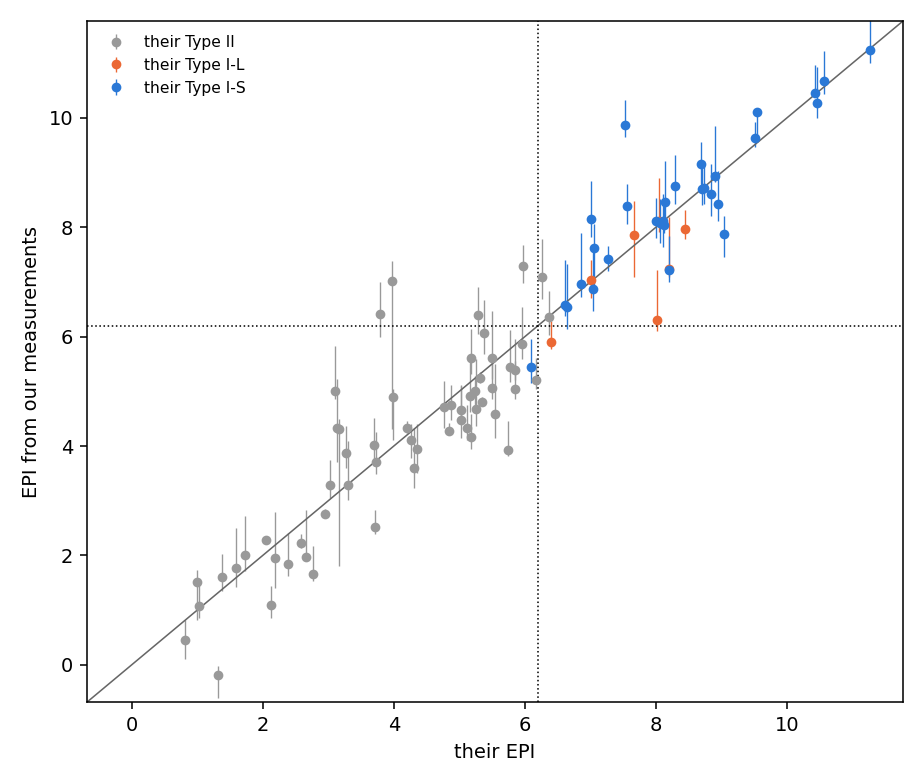 their Type II
their Type I-L
their Type I-S
10
8
6
4
2
0
EPI from our measurements
0 2 4 6 8 10
their EPI